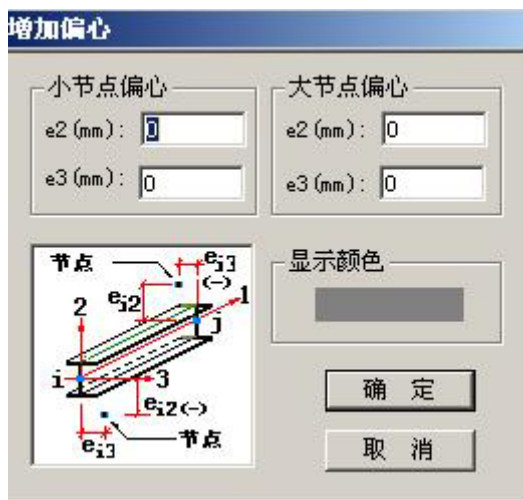 增加偏心
小节点偏心
e2(mm): 0
e3(mm): 0
大节点偏心
e2(mm): 0
e3(mm): 0
节点
ei3
(-)
ei2
1
2
j
i
3
ei2(-)
ei3
节点
显示颜色
确 定
取 消